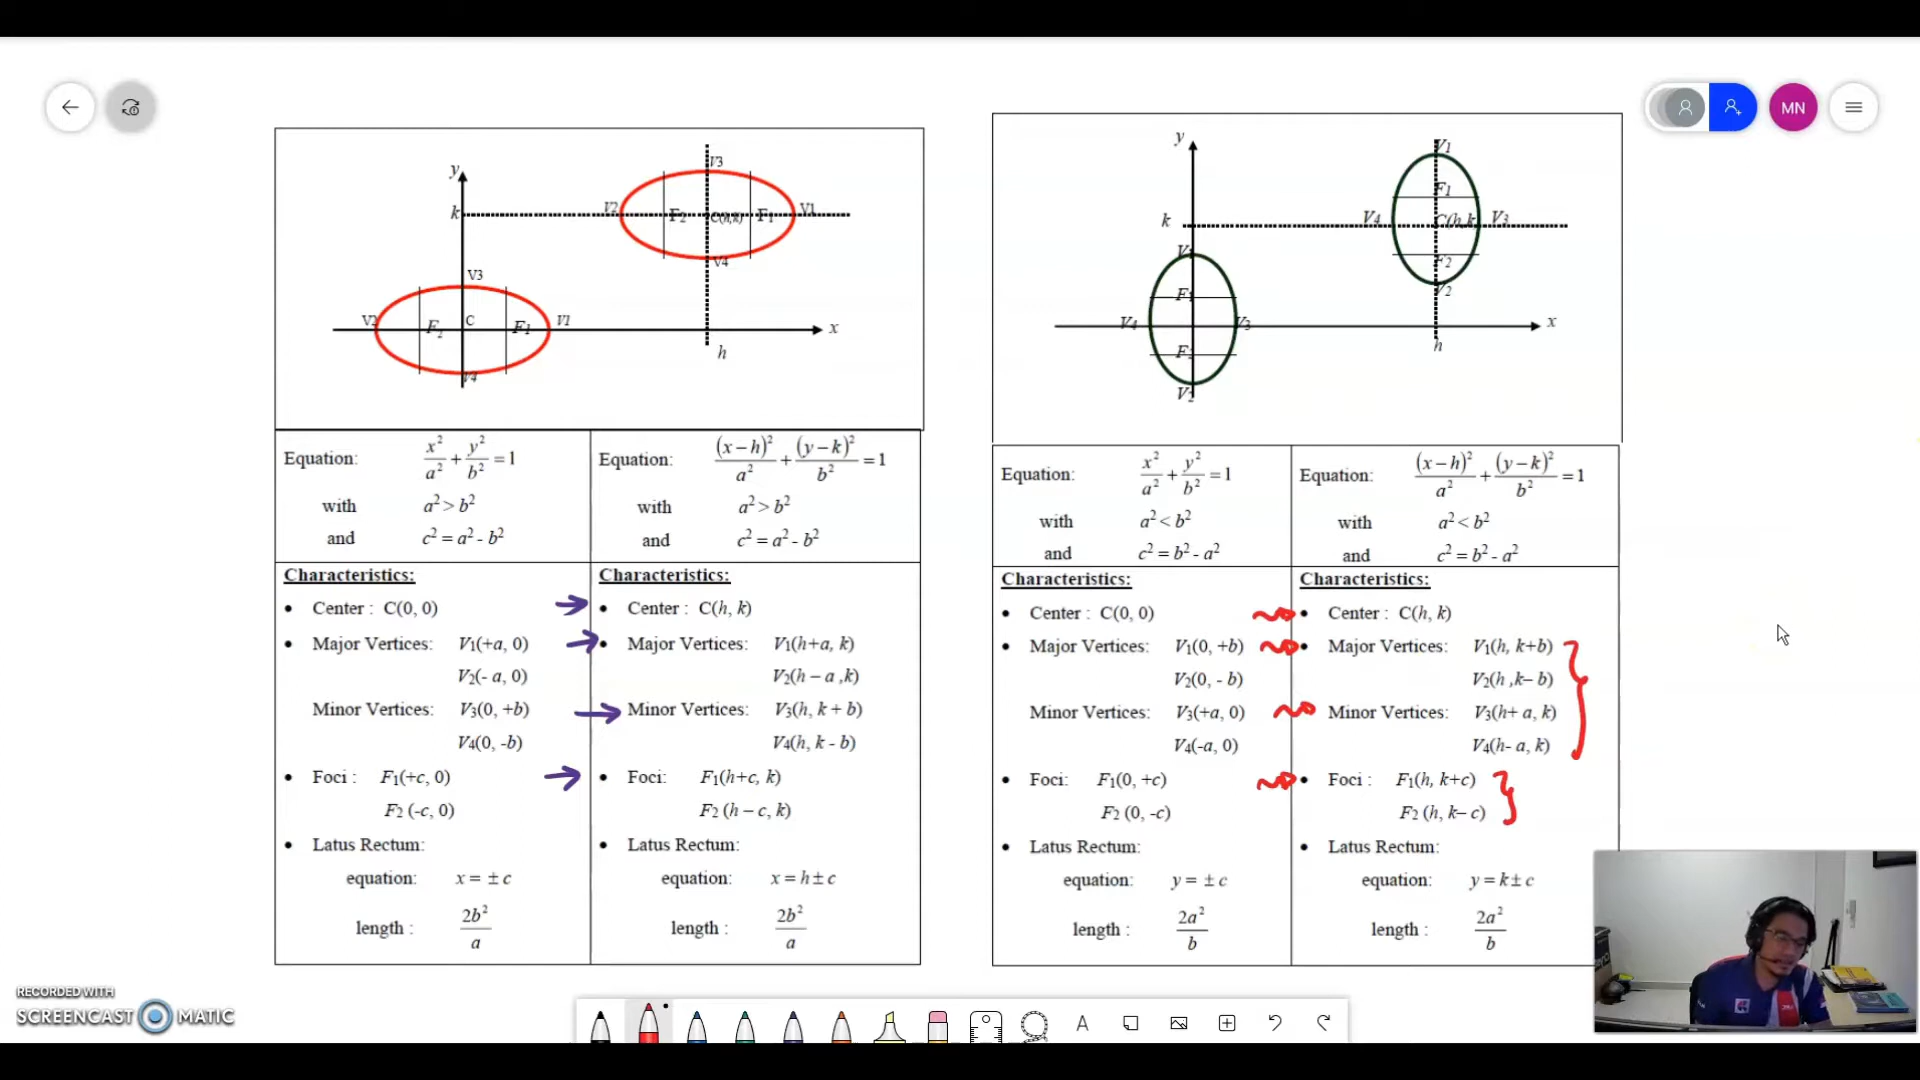 MN
y
V3
V2
V1
k
F2
C(h,k)
F1
V4
V3
V2
F2
C
F1
V1
x
V4
h
y
V1
F1
k
V4
C(h,k
V3
F2
V2
V4
V3
x
h
V2
Equation: x²/a² + y²/b² = 1
with a² > b²
and c² = a² - b²
Characteristics:
• Center : C(0, 0)
• Major Vertices: V1(+a, 0)
V2(- a, 0)
Minor Vertices: V3(0, +b)
V4(0, -b)
• Foci: F1(+c, 0)
F2 (-c, 0)
• Latus Rectum:
equation: x = ± c
length : 2b²/a
Equation: (x – h)²/a² + (y – k)²/b² = 1
with a² > b²
and c² = a² - b²
Characteristics:
• Center : C(h, k)
• Major Vertices: V1(h+a, k)
V2(h – a ,k)
Minor Vertices: V3(h, k + b)
V4(h, k - b)
• Foci: F1(h+c, k)
F2 (h – c, k)
• Latus Rectum:
equation: x = h ± c
length : 2b²/a
Equation: x²/a² + y²/b² = 1
with a² < b²
and c² = b² - a²
Characteristics:
• Center : C(0, 0)
• Major Vertices: V1(0, +b)
V2(0, - b)
Minor Vertices: V3(+a, 0)
V4(-a, 0)
• Foci: F1(0, +c)
F2 (0, -c)
• Latus Rectum:
equation: y = ± c
length : 2a²/b
Equation: (x – h)²/a² + (y – k)²/b² = 1
with a² < b²
and c² = b² - a²
Characteristics:
• Center : C(h, k)
• Major Vertices: V1(h, k+b)
V2(h ,k– b)
Minor Vertices: V3(h+ a, k)
V4(h- a, k)
• Foci : F1(h, k+c)
F2 (h, k– c)
• Latus Rectum:
equation: y = k ± c
length : 2a²/b
RECORDED WITH
SCREENCAST MATIC
A